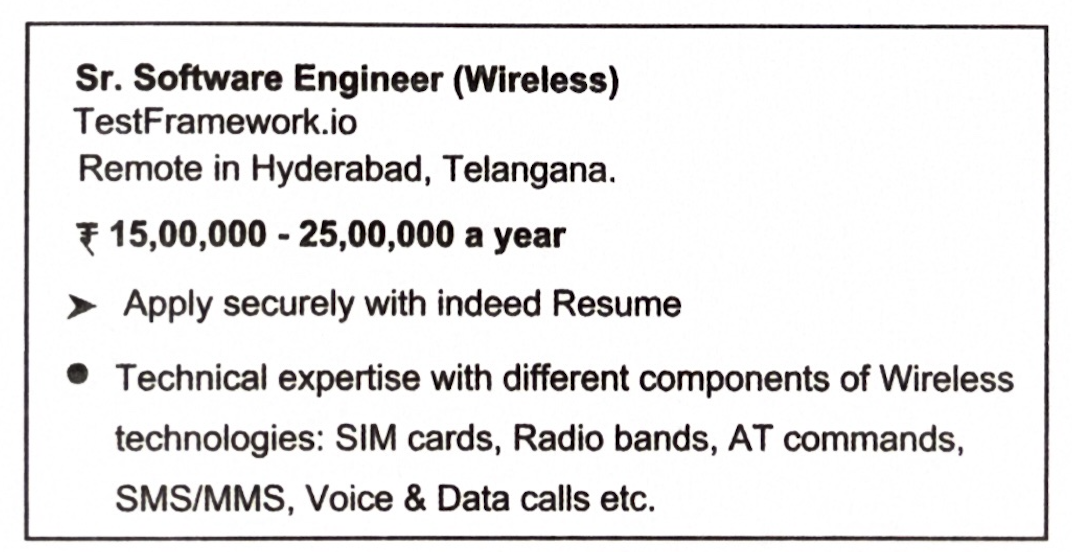 Sr. Software Engineer (Wireless)
TestFramework.io
Remote in Hyderabad, Telangana.
₹ 15,00,000 - 25,00,000 a year
➤ Apply securely with indeed Resume
● Technical expertise with different components of Wireless
technologies: SIM cards, Radio bands, AT commands,
SMS/MMS, Voice & Data calls etc.